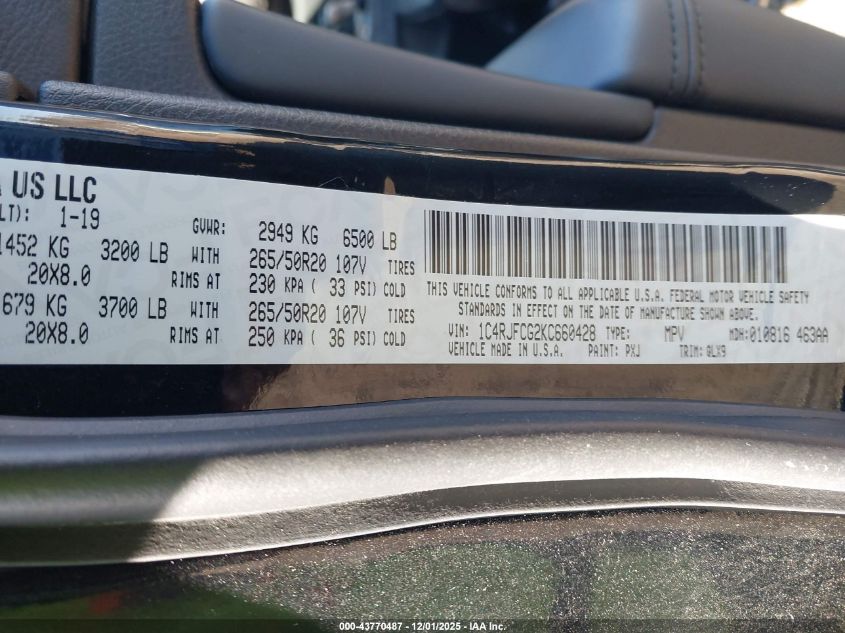 US LLC
LT): 1-19 GVWR: 2949 KG 6500 LB
1452 KG 3200 LB WITH 265/50R20 107V TIRES
20X8.0 RIMS AT 230 KPA ( 33 PSI) COLD
679 KG 3700 LB WITH 265/50R20 107V TIRES
20X8.0 RIMS AT 250 KPA ( 36 PSI) COLD
THIS VEHICLE CONFORMS TO ALL APPLICABLE U.S.A. FEDERAL MOTOR VEHICLE SAFETY
STANDARDS IN EFFECT ON THE DATE OF MANUFACTURE SHOWN ABOVE.
VIN: 1C4RJFCG2KC660428 TYPE: MPV MDH:010816 463AA
VEHICLE MADE IN U.S.A. PAINT: PXJ TRIM:QLX9
000-43770487 - 12/01/2025 - IAA Inc.